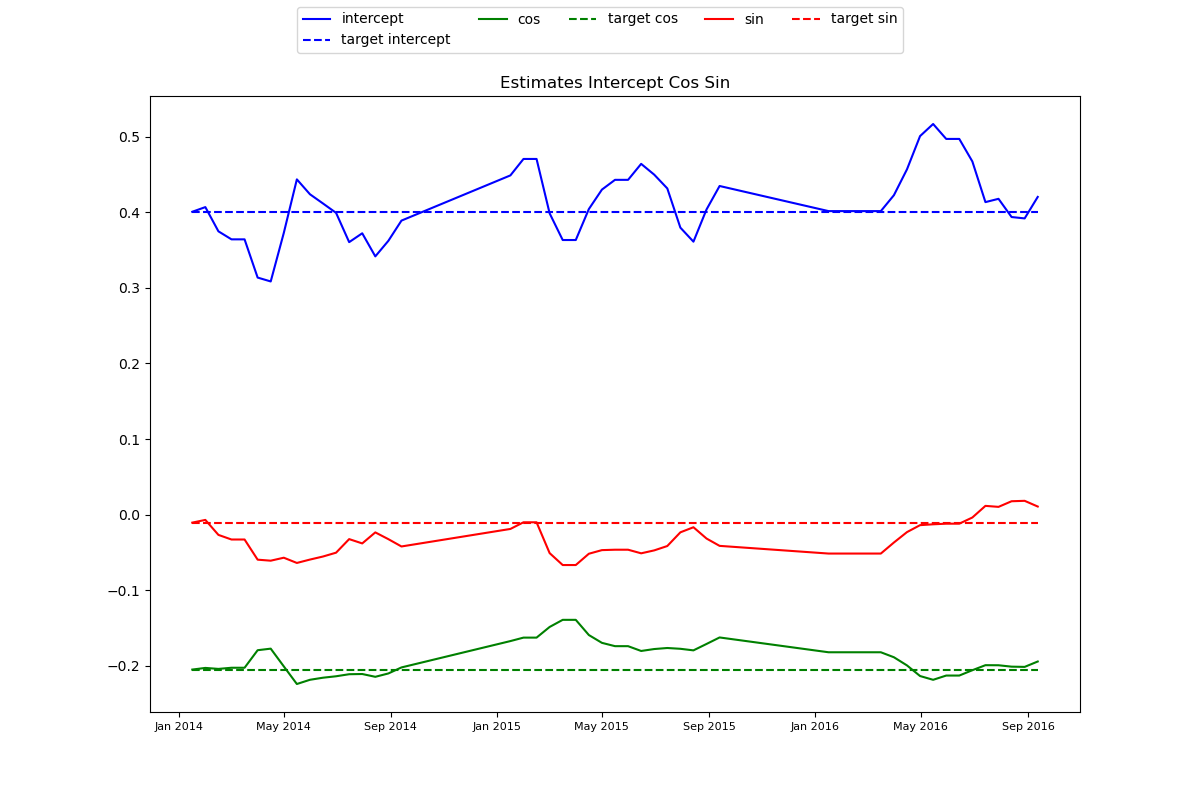 intercept cos target cos sin target sin
target intercept
Estimates Intercept Cos Sin
0.5
0.4
0.3
0.2
0.1
0.0
−0.1
−0.2
Jan 2014 May 2014 Sep 2014 Jan 2015 May 2015 Sep 2015 Jan 2016 May 2016 Sep 2016